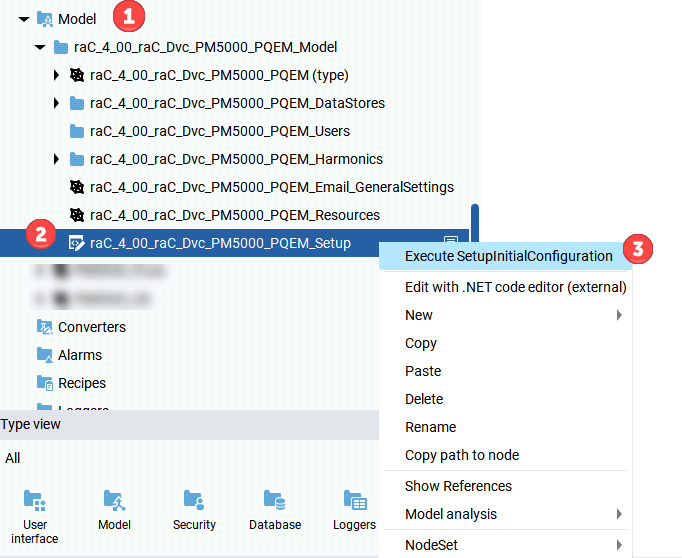 Model
1
raC_4_00_raC_Dvc_PM5000_PQEM_Model
raC_4_00_raC_Dvc_PM5000_PQEM (type)
raC_4_00_raC_Dvc_PM5000_PQEM_DataStores
raC_4_00_raC_Dvc_PM5000_PQEM_Users
raC_4_00_raC_Dvc_PM5000_PQEM_Harmonics
raC_4_00_raC_Dvc_PM5000_PQEM_Email_GeneralSettings
raC_4_00_raC_Dvc_PM5000_PQEM_Resources
2
raC_4_00_raC_Dvc_PM5000_PQEM_Setup
Execute SetupInitialConfiguration
3
Edit with .NET code editor (external)
New
Copy
Paste
Delete
Rename
Copy path to node
Show References
Model analysis
NodeSet
Converters
Alarms
Recipes
Loggers
Type view
All
User interface
Model
Security
Database
Loggers